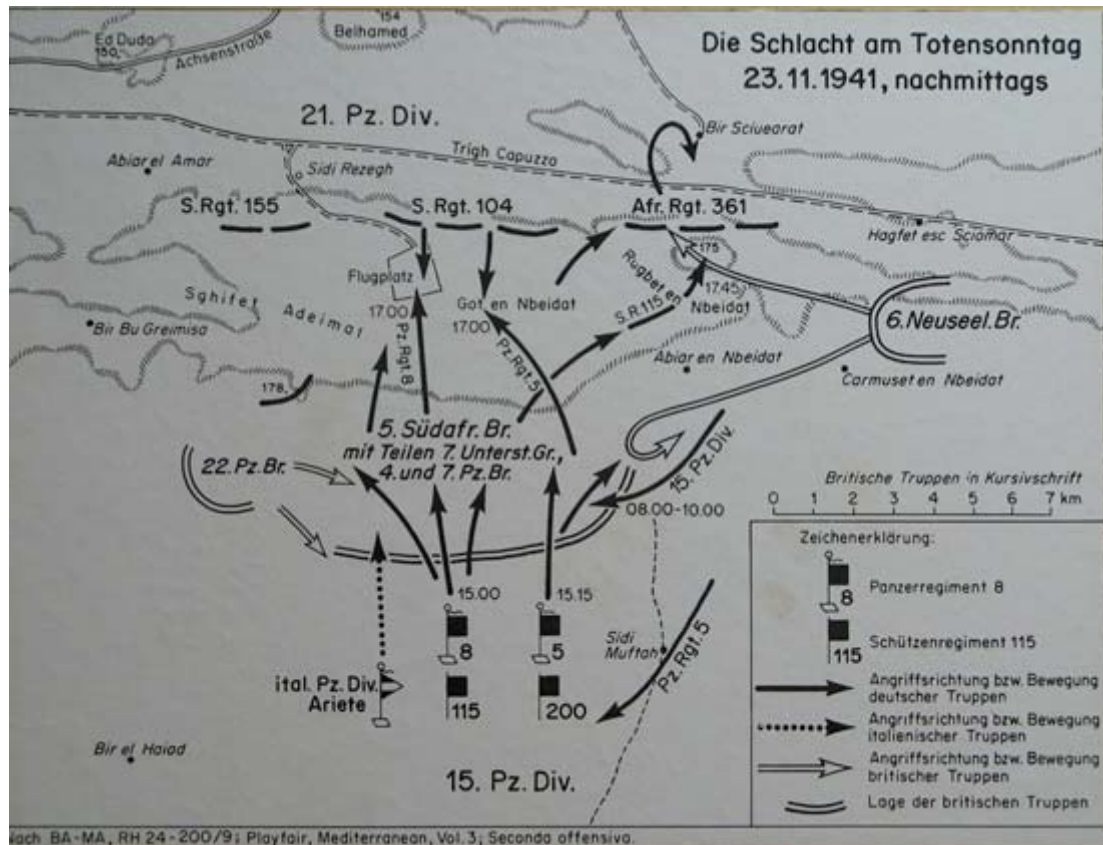 Die Schlacht am Totensonntag
23.11.1941, nachmittags
154
Belhamed
Ed Duda
150
Achsenstraße
21. Pz. Div.
Bir Sciuearat
Trigh Capuzzo
Abiar el Amar
Sidi Rezegh
S. Rgt. 155
S. Rgt. 104
Afr. Rgt. 361
Hagfet esc Sciomar
175
Flugplatz
Rugbet en
Nbeidat
17.45
Sghifet
Adeimat
17.00
Got en Nbeidat
17.00
S.R.115
6. Neuseel. Br.
Bir Bu Greimisa
Pz. Rgt. 8
Pz. Rgt. 5
Abiar en Nbeidat
Carmuset en Nbeidat
178
5. Südafr. Br.
mit Teilen 7. Unterst. Gr.,
4. und 7. Pz. Br.
22. Pz. Br.
15. Pz. Div.
08.00-10.00
Britische Truppen in Kursivschrift
0 1 2 3 4 5 6 7 km
Zeichenerklärung:
8
Panzerregiment 8
115
Schützenregiment 115
Angriffsrichtung bzw. Bewegung
deutscher Truppen
Angriffsrichtung bzw. Bewegung
italienischer Truppen
Angriffsrichtung bzw. Bewegung
britischer Truppen
Lage der britischen Truppen
15.00
15.15
8
5
Sidi
Muftah
Pz. Rgt. 5
ital. Pz. Div.
Ariete
115
200
Bir el Haiad
15. Pz. Div.
Nach BA-MA, RH 24-200/9; Playfair, Mediterranean, Vol. 3; Seconda offensiva.